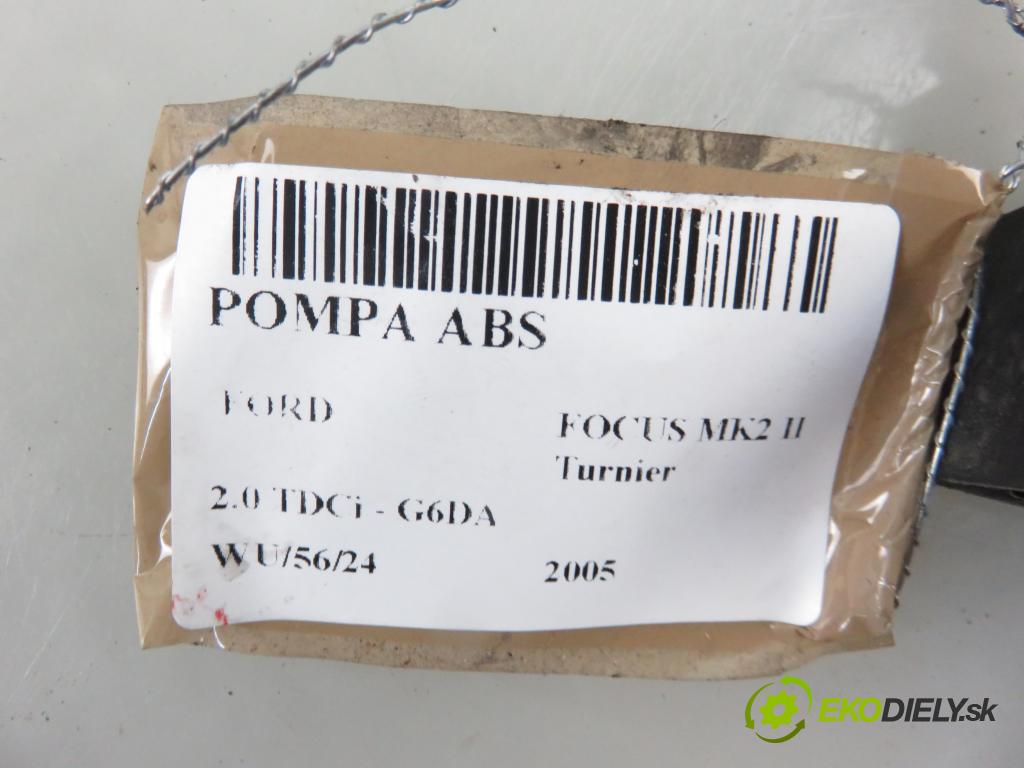 POMPA ABS
FORD
FOCUS MK2 II
Turnier
2.0 TDCi - G6DA
WU/56/24
2005
EKODIELY.sk